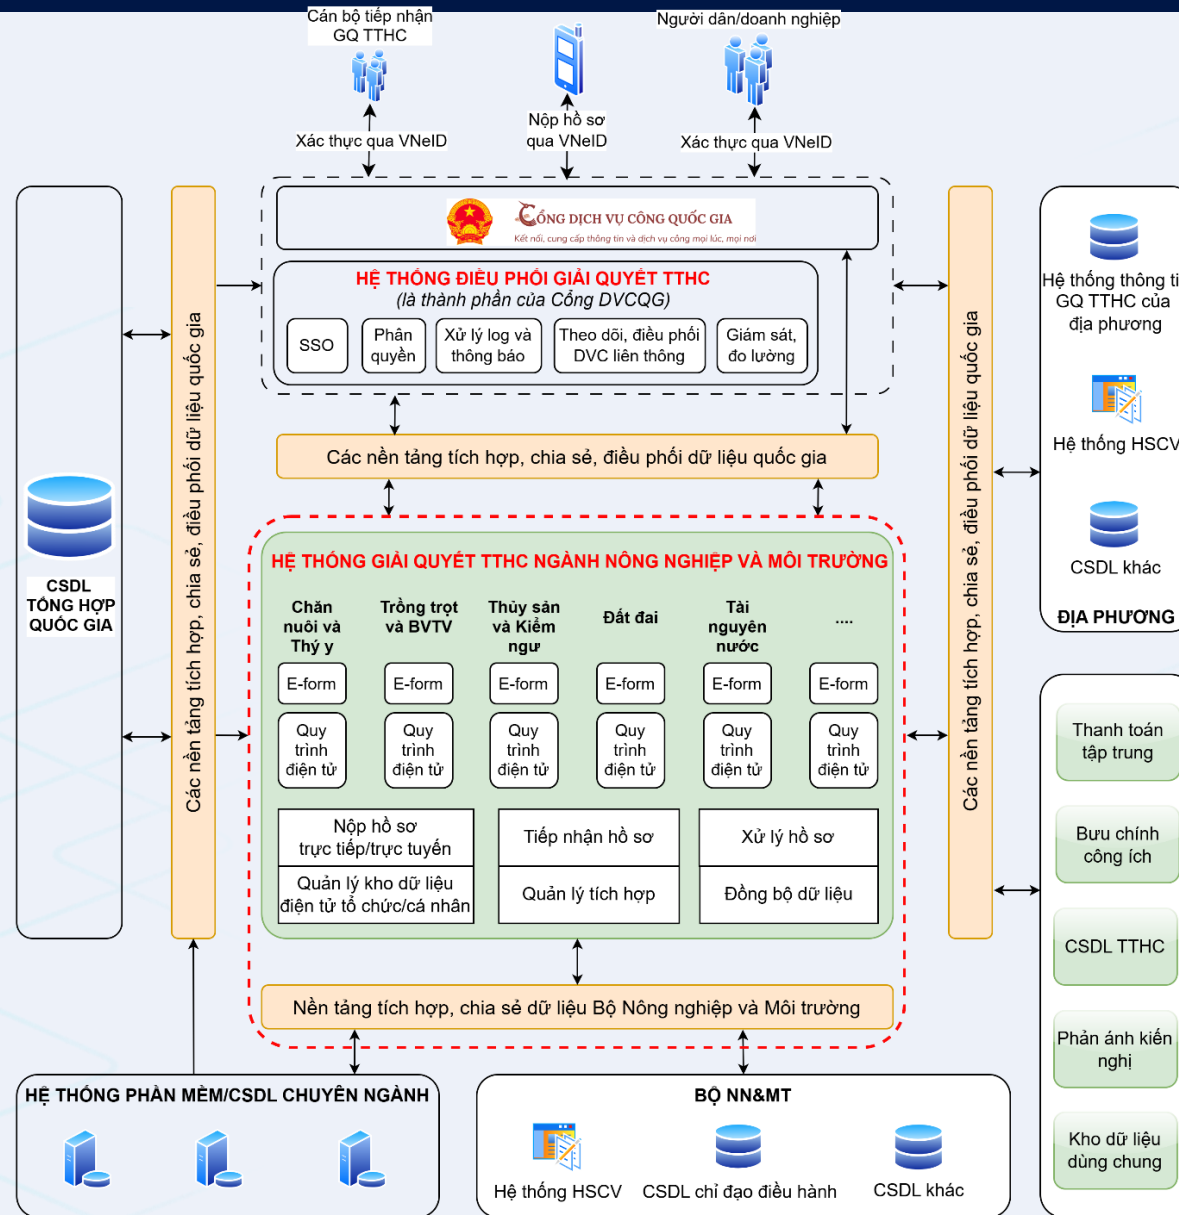 Cán bộ tiếp nhận
GQ TTHC
Người dân/doanh nghiệp
Xác thực qua VNeID
Nộp hồ sơ
qua VNeID
Xác thực qua VNeID
CỔNG DỊCH VỤ CÔNG QUỐC GIA
Kết nối, cung cấp thông tin và dịch vụ công mọi lúc, mọi nơi
HỆ THỐNG ĐIỀU PHỐI GIẢI QUYẾT TTHC
(là thành phần của Cổng DVCQG)
SSO
Phân
quyền
Xử lý log và
thông báo
Theo dõi, điều phối
DVC liên thông
Giám sát,
đo lường
Các nền tảng tích hợp, chia sẻ, điều phối dữ liệu quốc gia
CSDL
TỔNG HỢP
QUỐC GIA
Các nền tảng tích hợp, chia sẻ, điều phối dữ liệu quốc gia
HỆ THỐNG GIẢI QUYẾT TTHC NGÀNH NÔNG NGHIỆP VÀ MÔI TRƯỜNG
Chăn
nuôi và
Thý y
Trồng trọt
và BVTV
Thủy sản
và Kiểm
ngư
Đất đai
Tài
nguyên
nước
....
E-form
E-form
E-form
E-form
E-form
E-form
Quy
trình
điện tử
Quy
trình
điện tử
Quy
trình
điện tử
Quy
trình
điện tử
Quy
trình
điện tử
Quy
trình
điện tử
Nộp hồ sơ
trực tiếp/trực tuyến
Tiếp nhận hồ sơ
Xử lý hồ sơ
Quản lý kho dữ liệu
điện tử tổ chức/cá nhân
Quản lý tích hợp
Đồng bộ dữ liệu
Nền tảng tích hợp, chia sẻ dữ liệu Bộ Nông nghiệp và Môi trường
HỆ THỐNG PHẦN MỀM/CSDL CHUYÊN NGÀNH
BỘ NN&MT
Hệ thống HSCV
CSDL chỉ đạo điều hành
CSDL khác
Các nền tảng tích hợp, chia sẻ, điều phối dữ liệu quốc gia
Hệ thống thông ti
GQ TTHC của
địa phương
Hệ thống HSCV
CSDL khác
ĐỊA PHƯƠNG
Thanh toán
tập trung
Bưu chính
công ích
CSDL TTHC
Phản ánh kiến
nghị
Kho dữ liệu
dùng chung